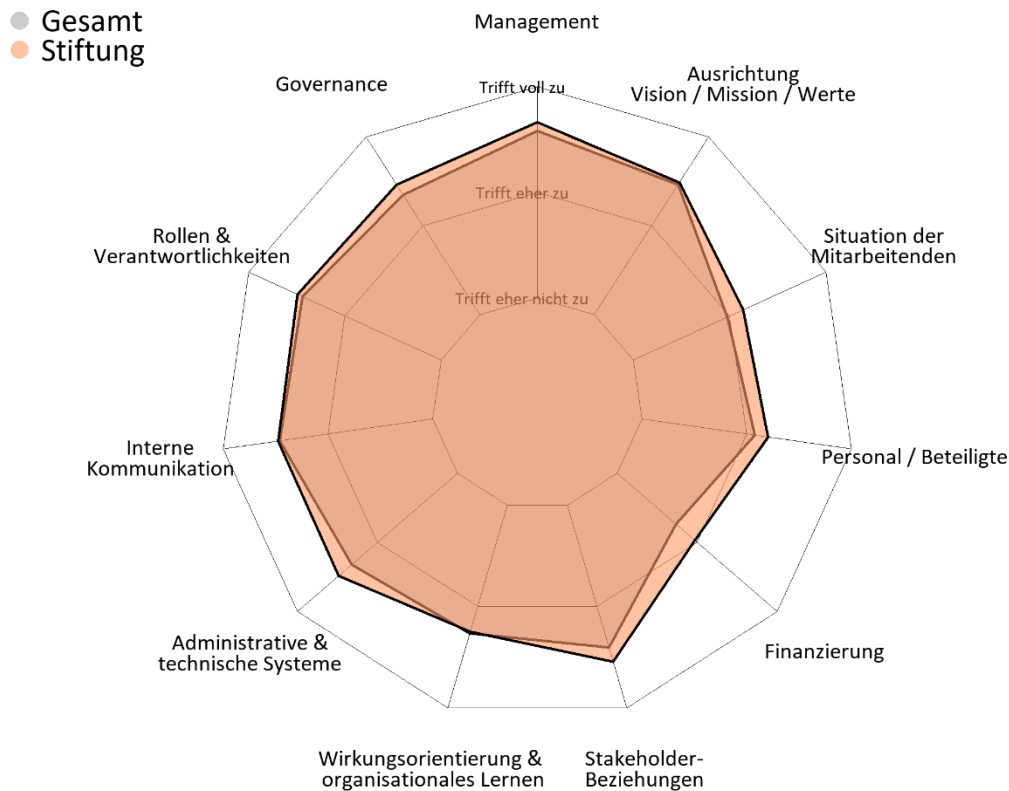 Gesamt
Stiftung
Management
Governance
Ausrichtung
Vision / Mission / Werte
Trifft voll zu
Trifft eher zu
Trifft eher nicht zu
Rollen &
Verantwortlichkeiten
Situation der
Mitarbeitenden
Interne
Kommunikation
Personal / Beteiligte
Administrative &
technische Systeme
Finanzierung
Wirkungsorientierung &
organisationales Lernen
Stakeholder-
Beziehungen